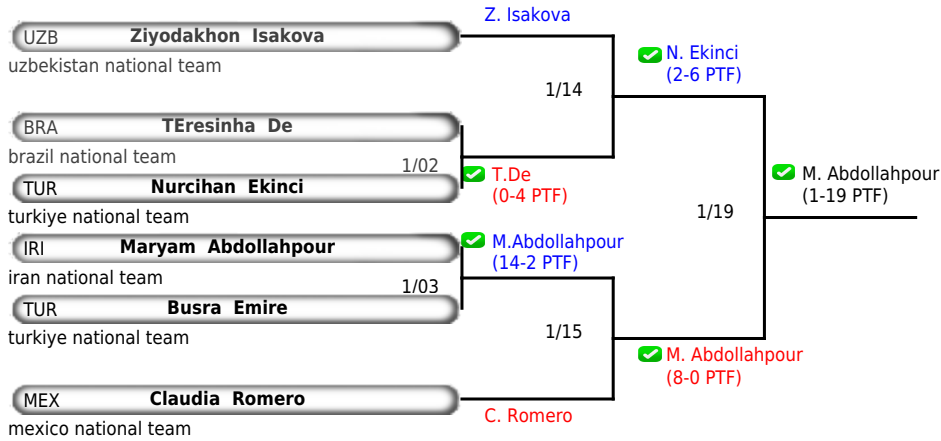 Z. Isakova
UZB Ziyodakhon Isakova
uzbekistan national team
N. Ekinci
(2-6 PTF)
1/14
BRA TEresinha De
brazil national team
1/02
TUR Nurcihan Ekinci
turkiye national team
T.De
(0-4 PTF)
M. Abdollahpour
(1-19 PTF)
1/19
IRI Maryam Abdollahpour
iran national team
M.Abdollahpour
(14-2 PTF)
1/03
TUR Busra Emire
turkiye national team
1/15
M. Abdollahpour
(8-0 PTF)
MEX Claudia Romero
mexico national team
C. Romero